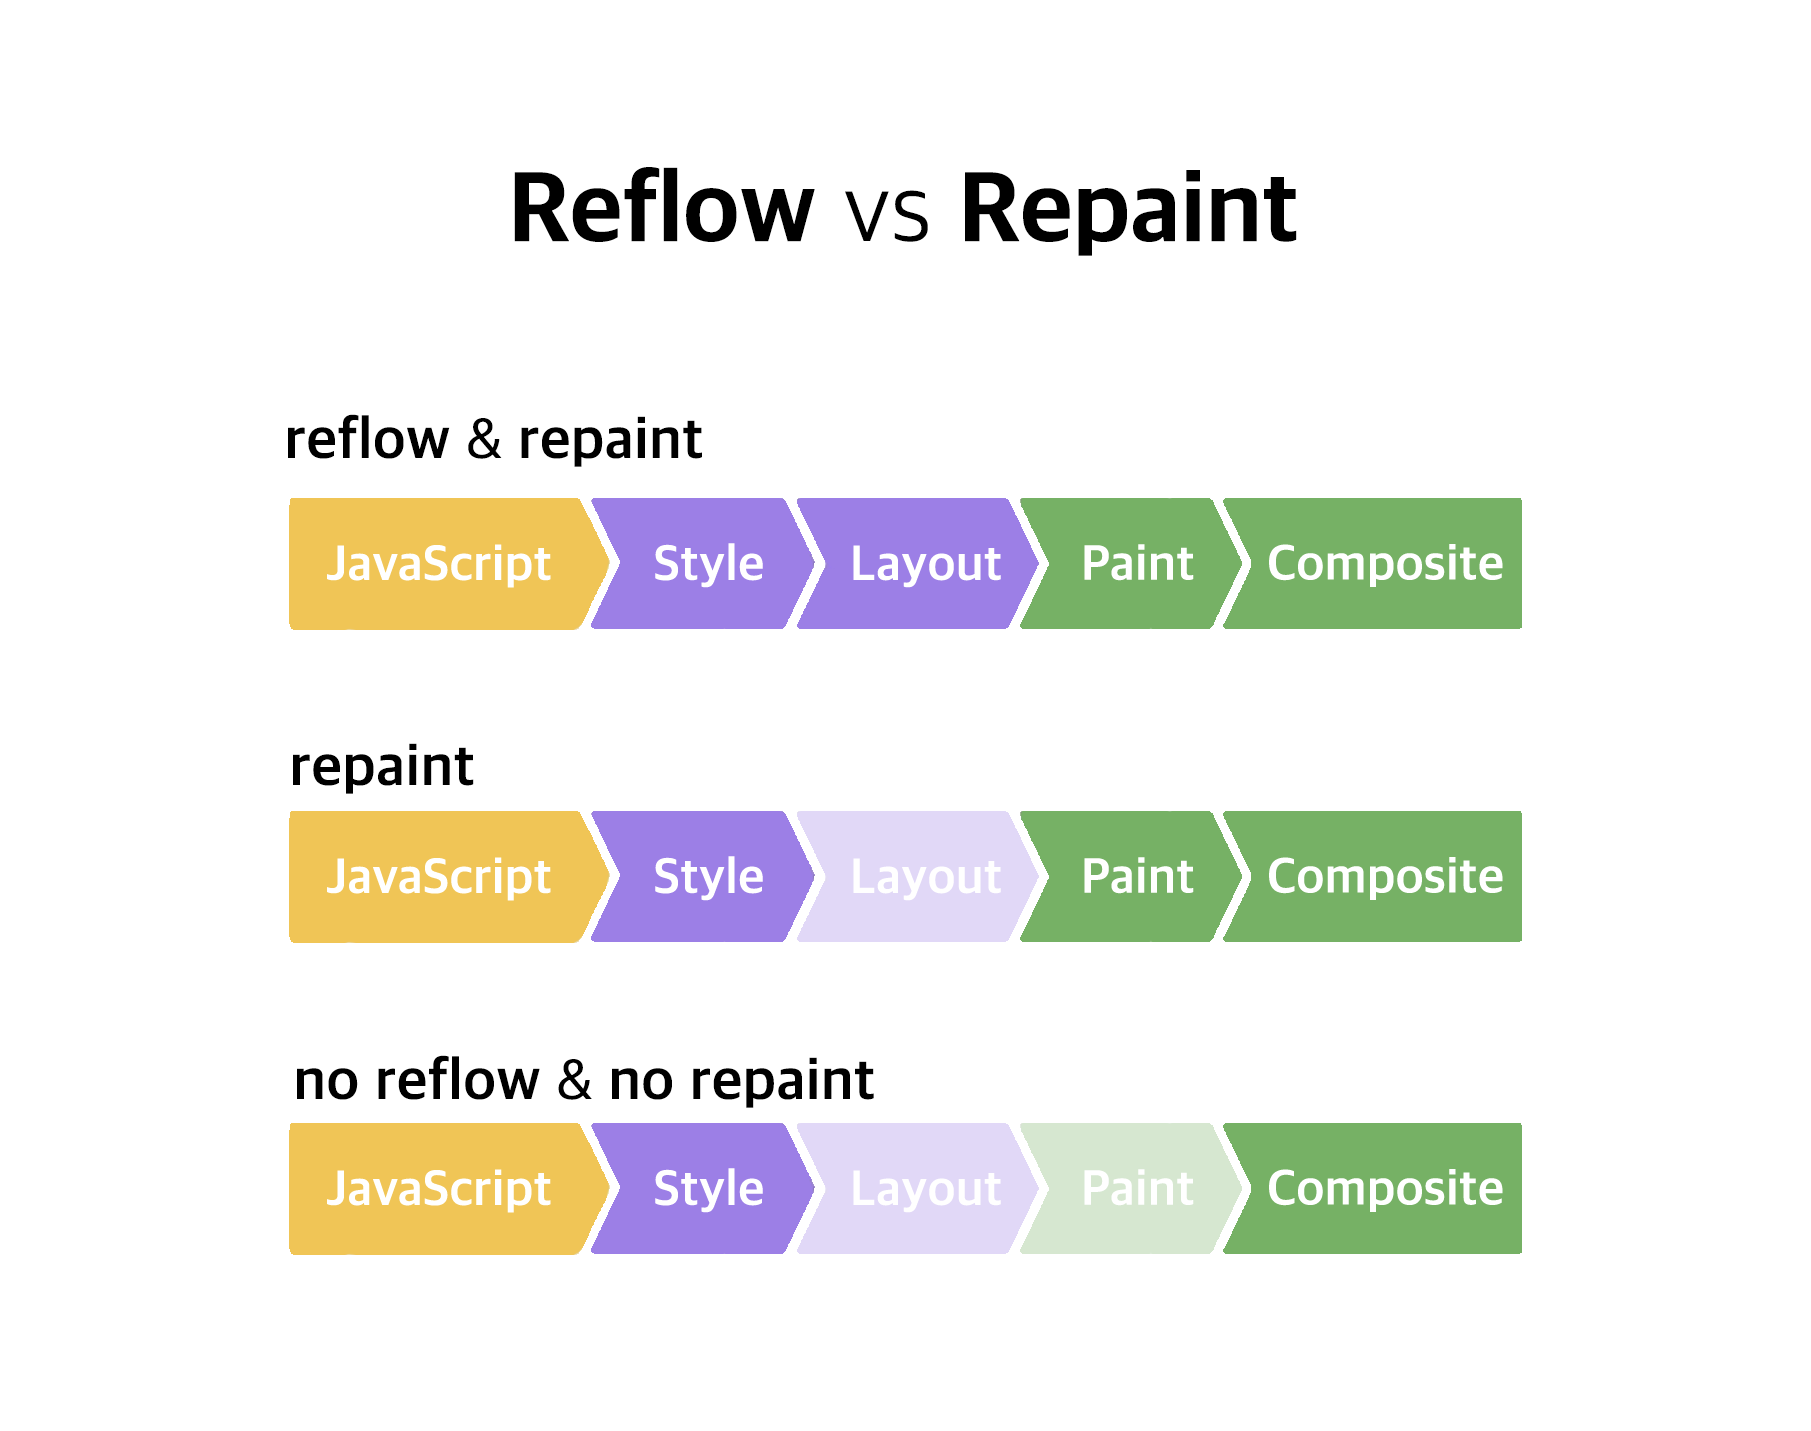 Reflow vs Repaint
reflow & repaint
JavaScript Style Layout Paint Composite
repaint
JavaScript Style Layout Paint Composite
no reflow & no repaint
JavaScript Style Layout Paint Composite